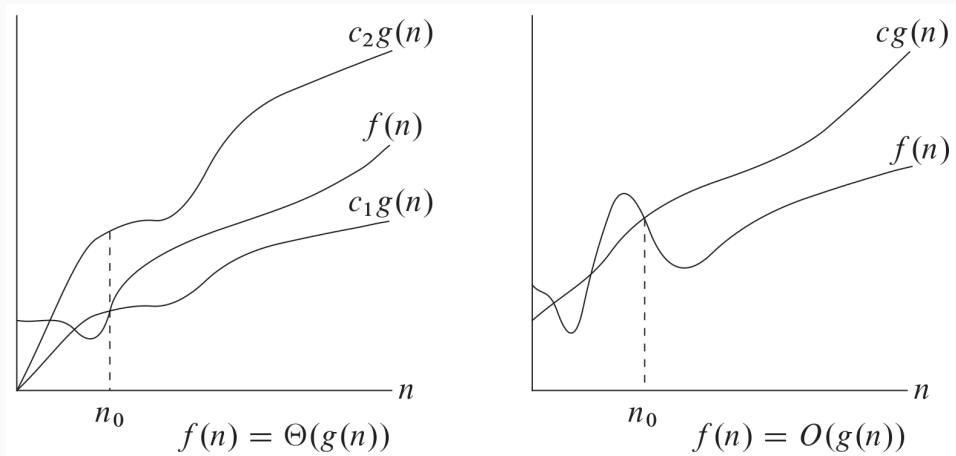 c₂g(n)
f(n)
c₁g(n)
n
n₀
f(n) = Θ(g(n))
cg(n)
f(n)
n
n₀
f(n) = O(g(n))